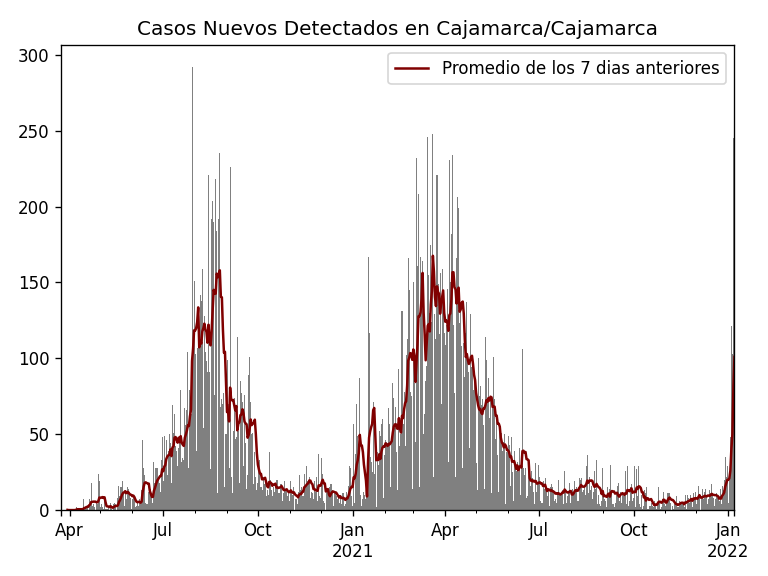 Casos Nuevos Detectados en Cajamarca/Cajamarca
Promedio de los 7 dias anteriores
300
250
200
150
100
50
0
Apr
Jul
Oct
Jan
2021
Apr
Jul
Oct
Jan
2022